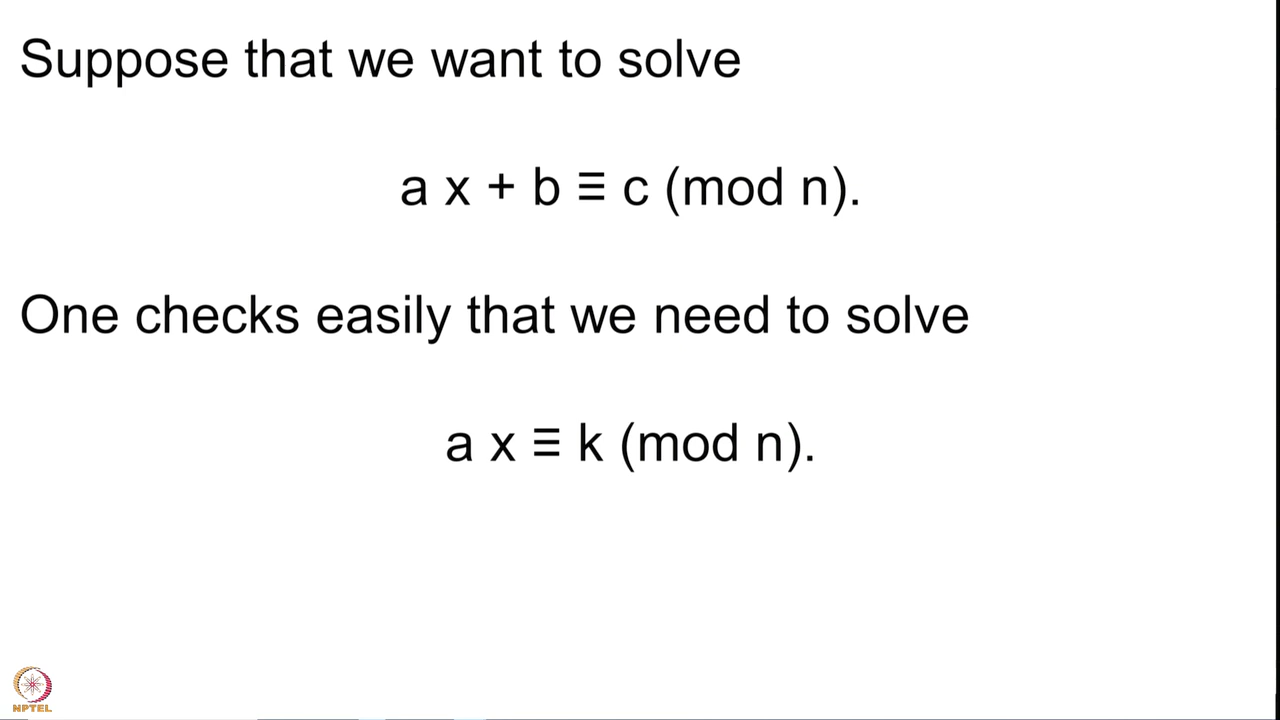 Suppose that we want to solve
a x + b ≡ c (mod n).
One checks easily that we need to solve
a x ≡ k (mod n).
NPTEL